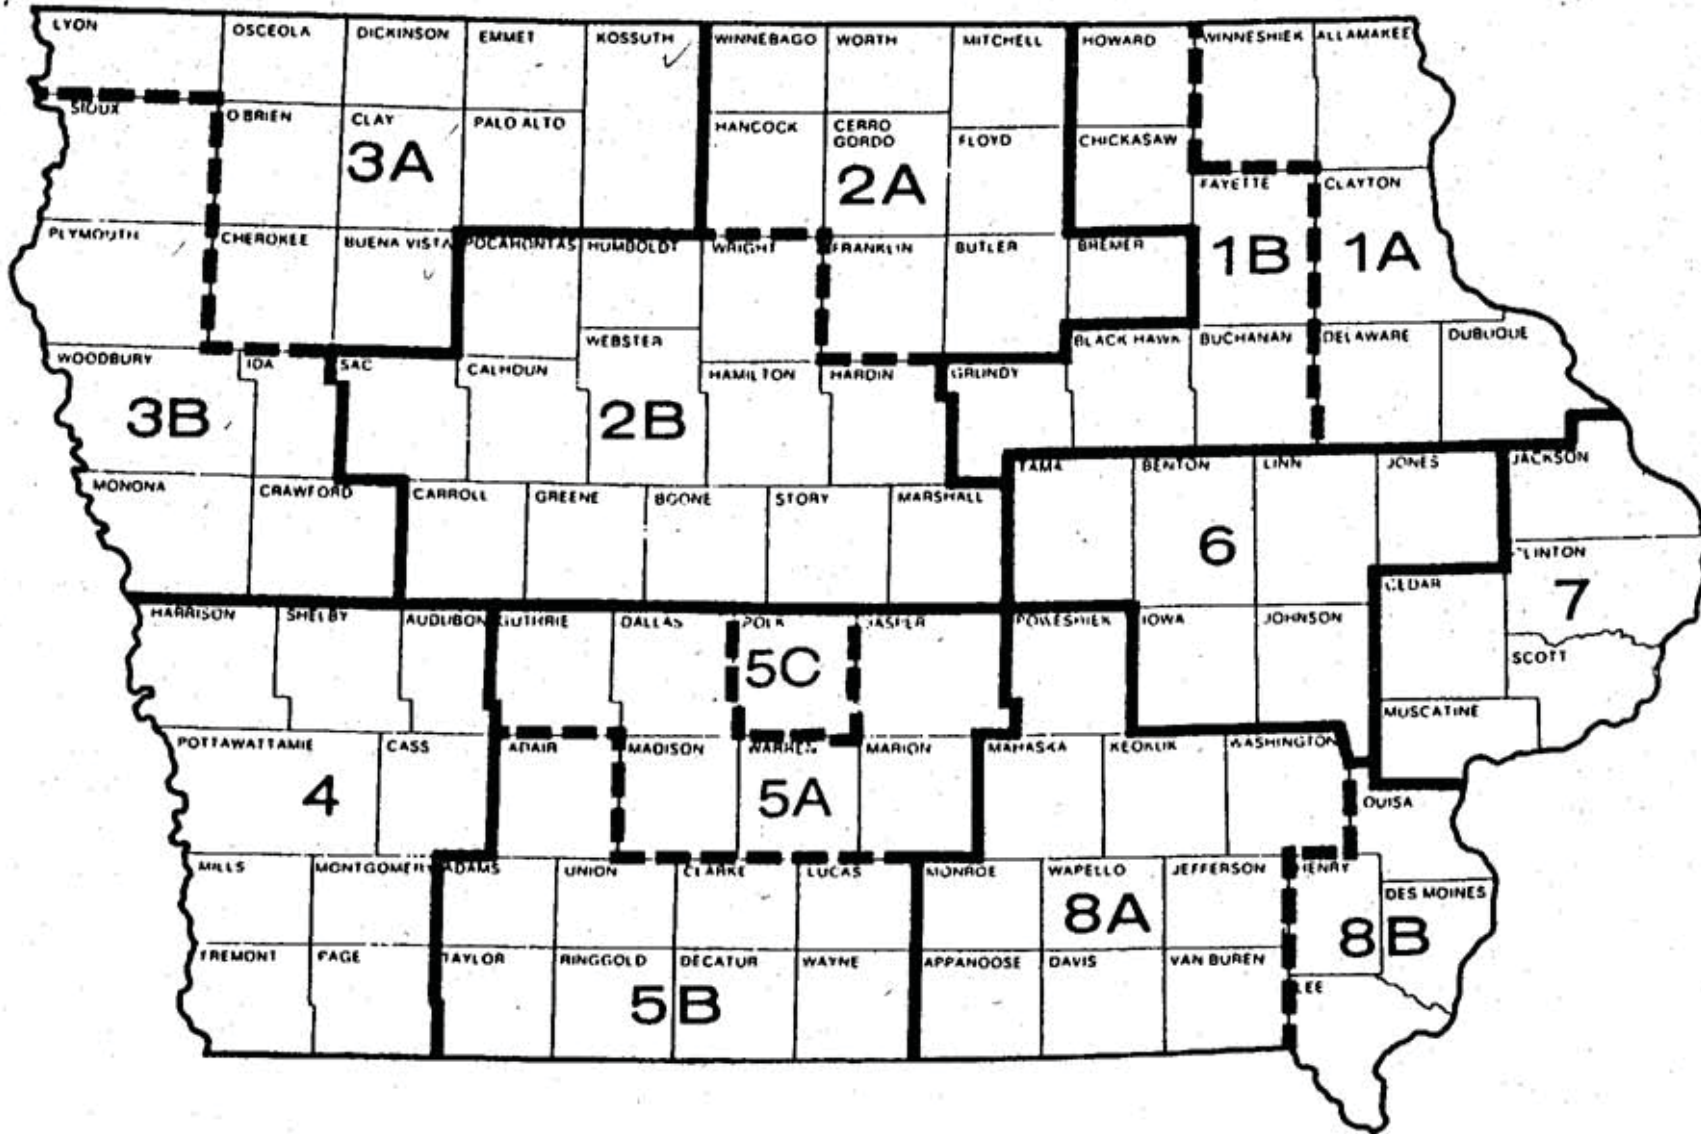 LYON
OSCEOLA
DICKINSON
EMMET
KOSSUTH
WINNEBAGO
WORTH
MITCHELL
HOWARD
WINNESHIEK
ALLAMAKEE
SIOUX
O BRIEN
CLAY
PALO ALTO
HANCOCK
CERRO
GORDO
FLOYD
CHICKASAW
FAYETTE
CLAYTON
3A
2A
1B
1A
PLYMOUTH
CHEROKEE
BUENA VISTA
POCAHONTAS
HUMBOLDT
WRIGHT
FRANKLIN
BUTLER
BREMER
WOODBURY
IDA
SAC
CALHOUN
WEBSTER
HAMILTON
HARDIN
GRUNDY
BLACK HAWK
BUCHANAN
DELAWARE
DUBUQUE
3B
2B
MONONA
CRAWFORD
CARROLL
GREENE
BOONE
STORY
MARSHALL
TAMA
BENTON
LINN
JONES
JACKSON
6
CLINTON
CEDAR
7
HARRISON
SHELBY
AUDUBON
GUTHRIE
DALLAS
POLK
JASPER
POWESHIEK
IOWA
JOHNSON
SCOTT
5C
MUSCATINE
POTTAWATTAMIE
CASS
ADAIR
MADISON
WARREN
MARION
MAHASKA
KEOKUK
WASHINGTON
4
5A
OUISA
MILLS
MONTGOMERY
ADAMS
UNION
CLARKE
LUCAS
MONROE
WAPELLO
JEFFERSON
HENRY
DES MOINES
8A
8B
FREMONT
PAGE
TAYLOR
RINGGOLD
DECATUR
WAYNE
APPANOOSE
DAVIS
VAN BUREN
LEE
5B